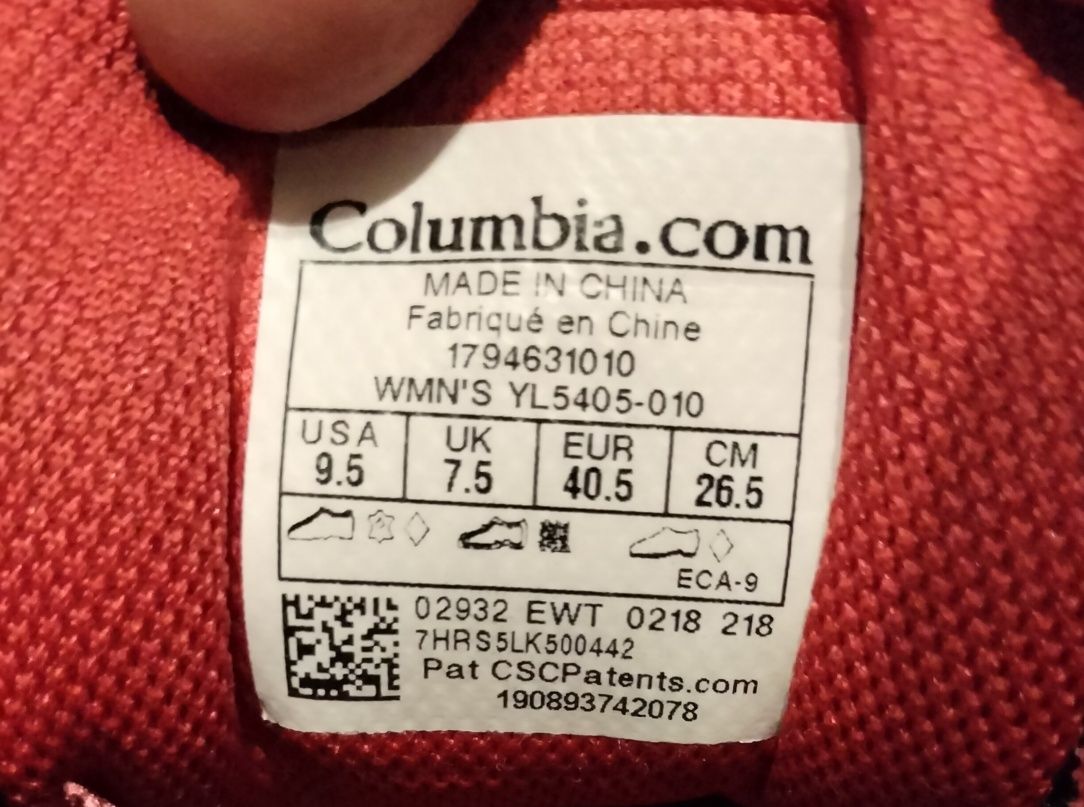 Columbia.com
MADE IN CHINA
Fabriqué en Chine
1794631010
WMN'S YL5405-010
USA UK EUR CM
9.5 7.5 40.5 26.5
ECA-9
02932 EWT 0218 218
7HRS5LK500442
Pat CSCPatents.com
190893742078